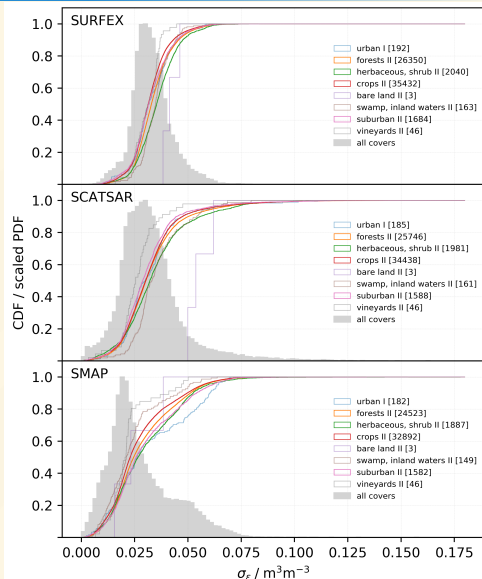 SURFEX
1.0
0.8
0.6
0.4
0.2
urban I [192]
forests II [26350]
herbaceous, shrub II [2040]
crops II [35432]
bare land II [3]
swamp, inland waters II [163]
suburban II [1684]
vineyards II [46]
all covers
SCATSAR
1.0
0.8
0.6
0.4
0.2
urban I [185]
forests II [25746]
herbaceous, shrub II [1981]
crops II [34438]
bare land II [3]
swamp, inland waters II [161]
suburban II [1588]
vineyards II [46]
all covers
CDF / scaled PDF
SMAP
1.0
0.8
0.6
0.4
0.2
urban I [182]
forests II [24523]
herbaceous, shrub II [1887]
crops II [32892]
bare land II [3]
swamp, inland waters II [149]
suburban II [1582]
vineyards II [46]
all covers
0.000 0.025 0.050 0.075 0.100 0.125 0.150 0.175
σε / m³m⁻³